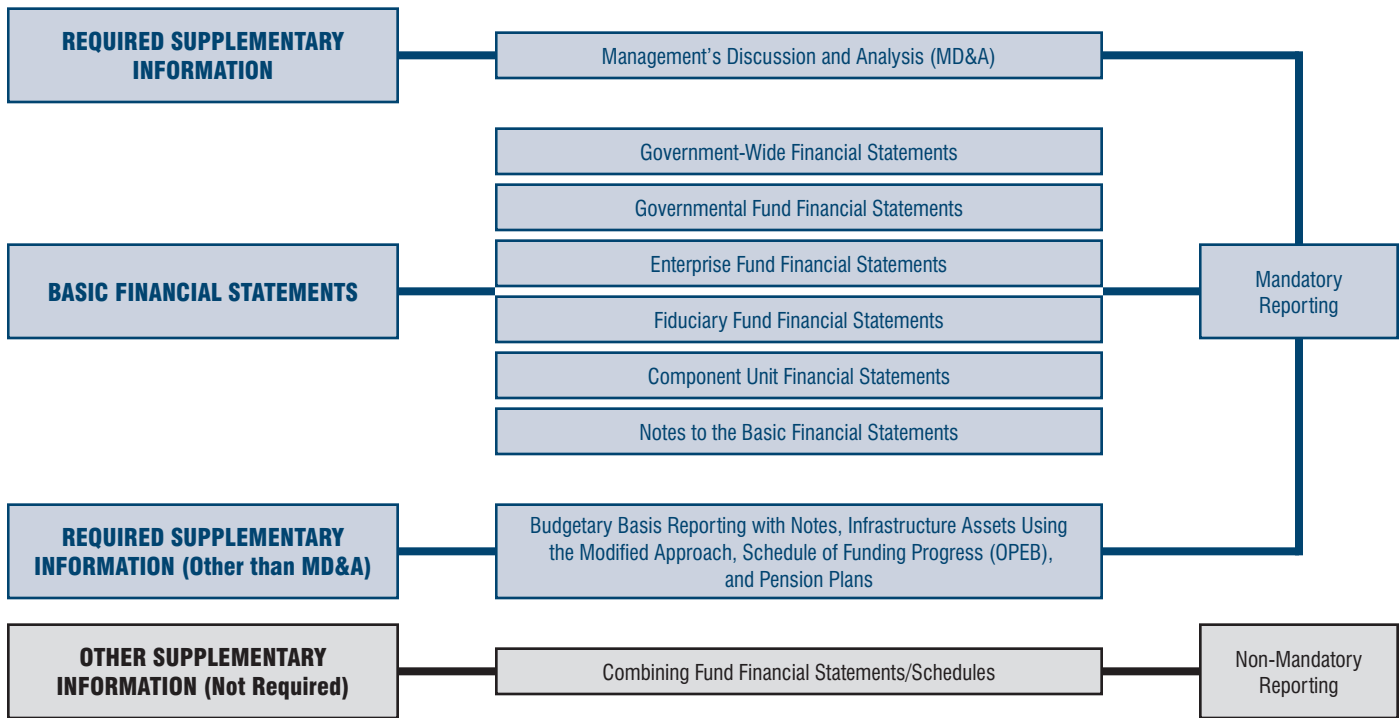 REQUIRED SUPPLEMENTARY
INFORMATION
Management’s Discussion and Analysis (MD&A)
Government-Wide Financial Statements
Governmental Fund Financial Statements
BASIC FINANCIAL STATEMENTS
Enterprise Fund Financial Statements
Mandatory
Reporting
Fiduciary Fund Financial Statements
Component Unit Financial Statements
Notes to the Basic Financial Statements
REQUIRED SUPPLEMENTARY
INFORMATION (Other than MD&A)
Budgetary Basis Reporting with Notes, Infrastructure Assets Using
the Modified Approach, Schedule of Funding Progress (OPEB),
and Pension Plans
OTHER SUPPLEMENTARY
INFORMATION (Not Required)
Combining Fund Financial Statements/Schedules
Non-Mandatory
Reporting